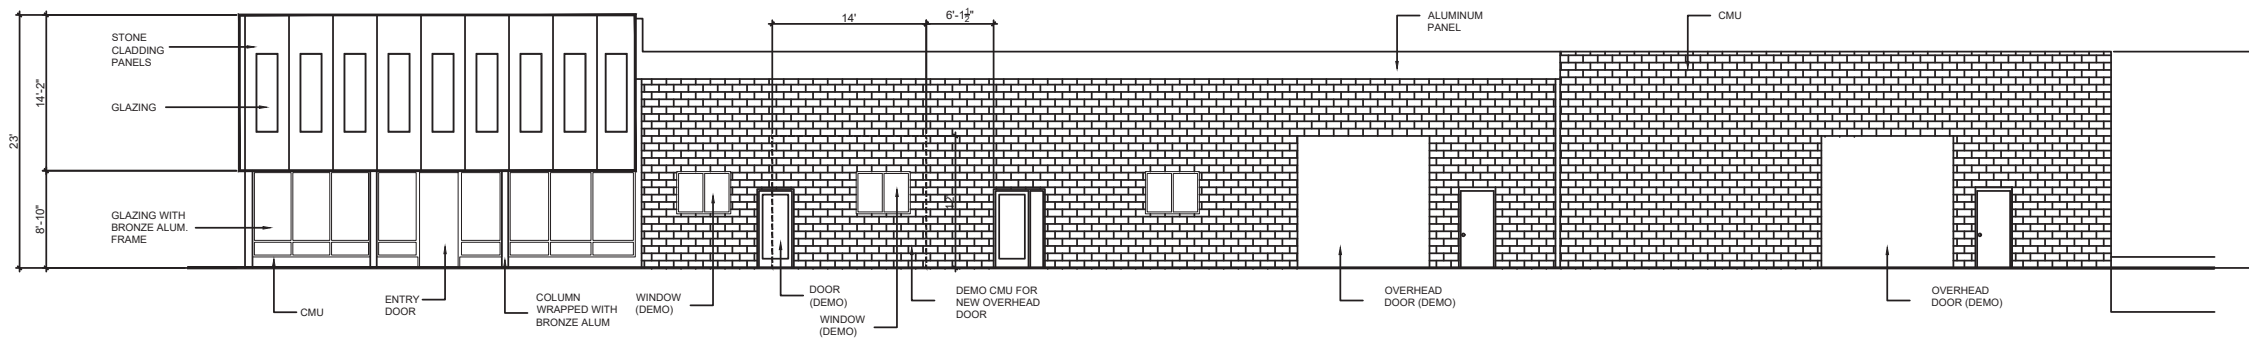 14'
6'-1½"
ALUMINUM
PANEL
CMU
STONE
CLADDING
PANELS
GLAZING
14'-2"
23'
8'-10"
12'
GLAZING WITH
BRONZE ALUM.
FRAME
CMU
ENTRY
DOOR
COLUMN
WRAPPED WITH
BRONZE ALUM
WINDOW
(DEMO)
DOOR
(DEMO)
WINDOW
(DEMO)
DEMO CMU FOR
NEW OVERHEAD
DOOR
OVERHEAD
DOOR (DEMO)
OVERHEAD
DOOR (DEMO)